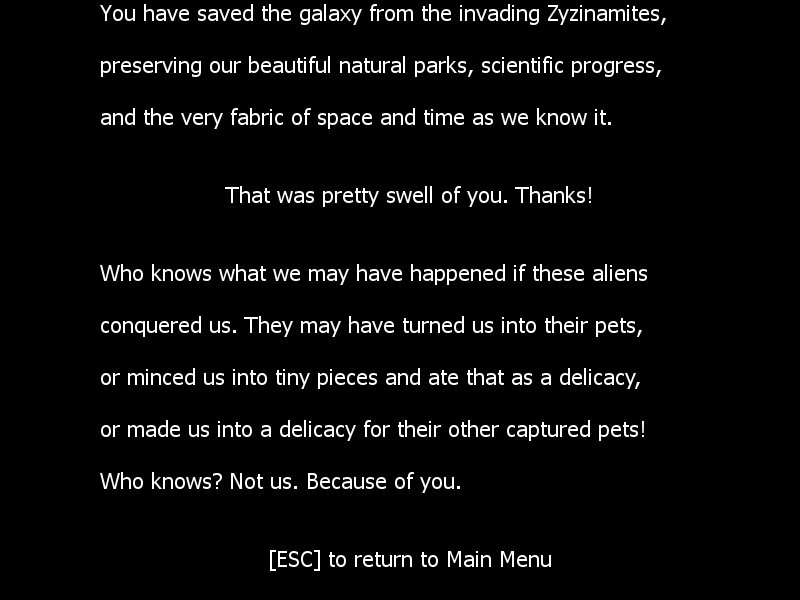 You have saved the galaxy from the invading Zyzinamites,
preserving our beautiful natural parks, scientific progress,
and the very fabric of space and time as we know it.
That was pretty swell of you. Thanks!
Who knows what we may have happened if these aliens
conquered us. They may have turned us into their pets,
or minced us into tiny pieces and ate that as a delicacy,
or made us into a delicacy for their other captured pets!
Who knows? Not us. Because of you.
[ESC] to return to Main Menu